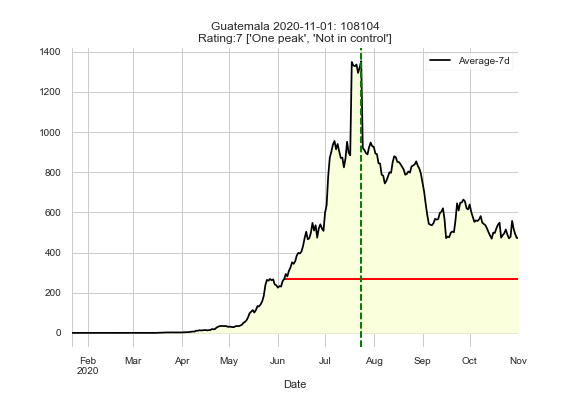 Guatemala 2020-11-01: 108104
Rating:7 ['One peak', 'Not in control']
Average-7d
1400
1200
1000
800
600
400
200
0
Feb Mar Apr May Jun Jul Aug Sep Oct Nov
2020
Date